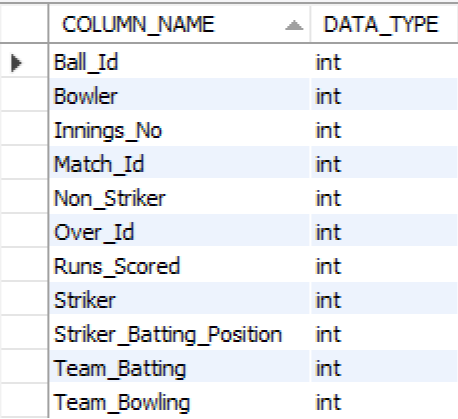 COLUMN_NAME DATA_TYPE
Ball_Id int
Bowler int
Innings_No int
Match_Id int
Non_Striker int
Over_Id int
Runs_Scored int
Striker int
Striker_Batting_Position int
Team_Batting int
Team_Bowling int